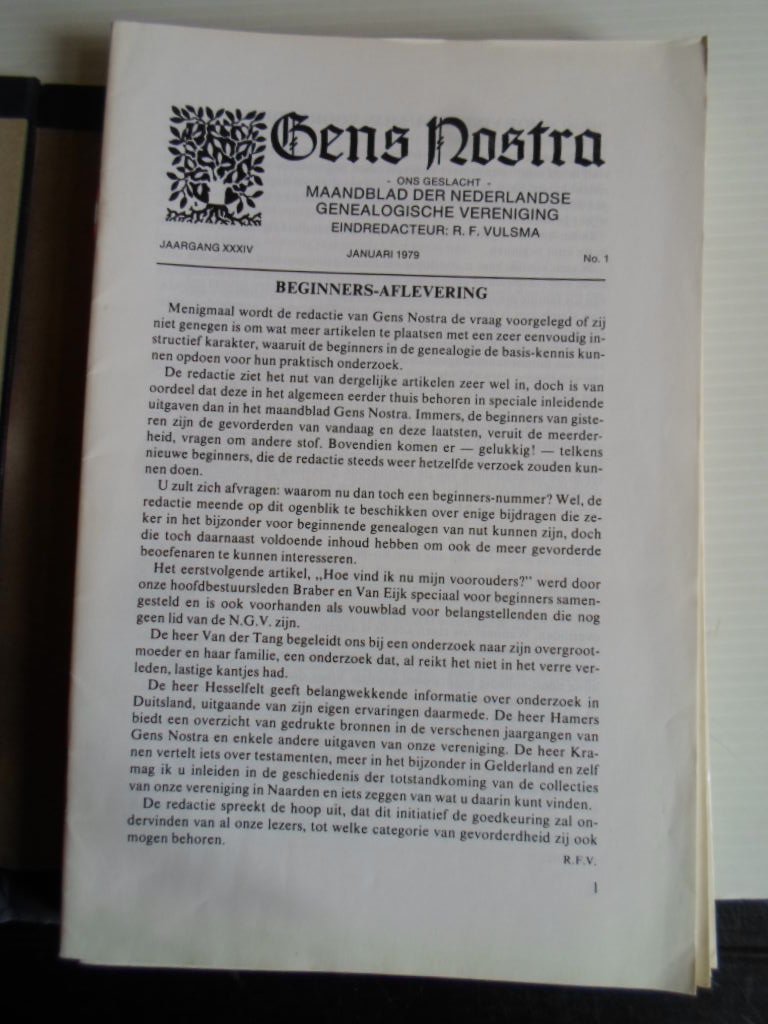 Gens Nostra
- ONS GESLACHT -
MAANDBLAD DER NEDERLANDSE
GENEALOGISCHE VERENIGING
EINDREDACTEUR: R. F. VULSMA
JAARGANG XXXIV JANUARI 1979 No. 1
BEGINNERS-AFLEVERING
Menigmaal wordt de redactie van Gens Nostra de vraag voorgelegd of zij
niet genegen is om wat meer artikelen te plaatsen met een zeer eenvoudig in-
structief karakter, waaruit de beginners in de genealogie de basis-kennis kun-
nen opdoen voor hun praktisch onderzoek.
De redactie ziet het nut van dergelijke artikelen zeer wel in, doch is van
oordeel dat deze in het algemeen eerder thuis behoren in speciale inleidende
uitgaven dan in het maandblad Gens Nostra. Immers, de beginners van giste-
ren zijn de gevorderden van vandaag en deze laatsten, veruit de meerder-
heid, vragen om andere stof. Bovendien komen er — gelukkig! — telkens
nieuwe beginners, die de redactie steeds weer hetzelfde verzoek zouden kun-
nen doen.
U zult zich afvragen: waarom nu dan toch een beginners-nummer? Wel, de
redactie meende op dit ogenblik te beschikken over enige bijdragen die ze-
ker in het bijzonder voor beginnende genealogen van nut kunnen zijn, doch
die toch daarnaast voldoende inhoud hebben om ook de meer gevorderde
beoefenaren te kunnen interesseren.
Het eerstvolgende artikel, „Hoe vind ik nu mijn voorouders?" werd door
onze hoofdbestuursleden Braber en Van Eijk speciaal voor beginners samen-
gesteld en is ook voorhanden als vouwblad voor belangstellenden die nog
geen lid van de N.G.V. zijn.
De heer Van der Tang begeleidt ons bij een onderzoek naar zijn overgroot-
moeder en haar familie, een onderzoek dat, al reikt het niet in het verre ver-
leden, lastige kantjes had.
De heer Hesselfelt geeft belangwekkende informatie over onderzoek in
Duitsland, uitgaande van zijn eigen ervaringen daarmede. De heer Hamers
biedt een overzicht van gedrukte bronnen in de verschenen jaargangen van
Gens Nostra en enkele andere uitgaven van onze vereniging. De heer Kra-
nen vertelt iets over testamenten, meer in het bijzonder in Gelderland en zelf
mag ik u inleiden in de geschiedenis der totstandkoming van de collecties
van onze vereniging in Naarden en iets zeggen van wat u daarin kunt vinden.
De redactie spreekt de hoop uit, dat dit initiatief de goedkeuring zal on-
dervinden van al onze lezers, tot welke categorie van gevorderdheid zij ook
mogen behoren.
R.F.V.
1